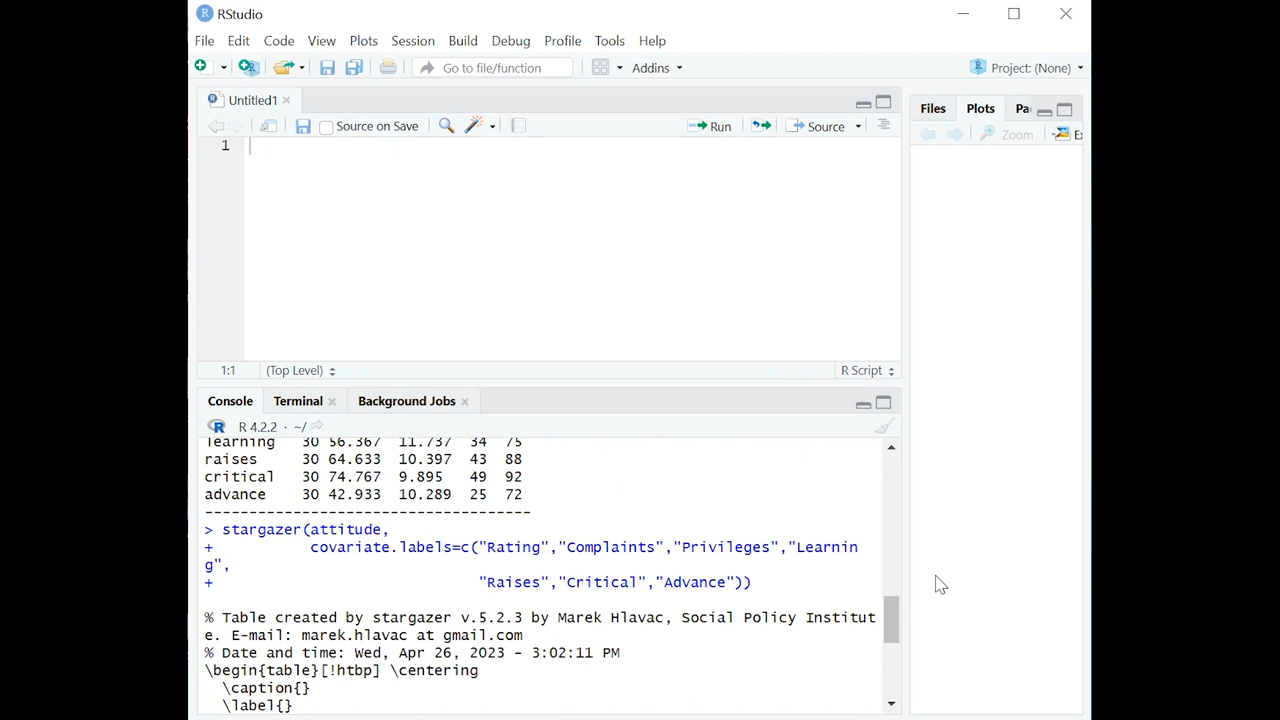 RStudio
File Edit Code View Plots Session Build Debug Profile Tools Help
Go to file/function Addins Project: (None)
Untitled1
Source on Save Run Source
1
1:1 (Top Level) R Script
Files Plots Pa
Zoom E
Console Terminal Background Jobs
R 4.2.2 · ~/
learning 30 56.367 11.737 34 75
raises 30 64.633 10.397 43 88
critical 30 74.767 9.895 49 92
advance 30 42.933 10.289 25 72
-------------------------------------
> stargazer(attitude,
+ covariate.labels=c("Rating","Complaints","Privileges","Learnin
g",
+ "Raises","Critical","Advance"))
% Table created by stargazer v.5.2.3 by Marek Hlavac, Social Policy Institut
e. E-mail: marek.hlavac at gmail.com
% Date and time: Wed, Apr 26, 2023 - 3:02:11 PM
\begin{table}[!htbp] \centering
\caption{}
\label{}